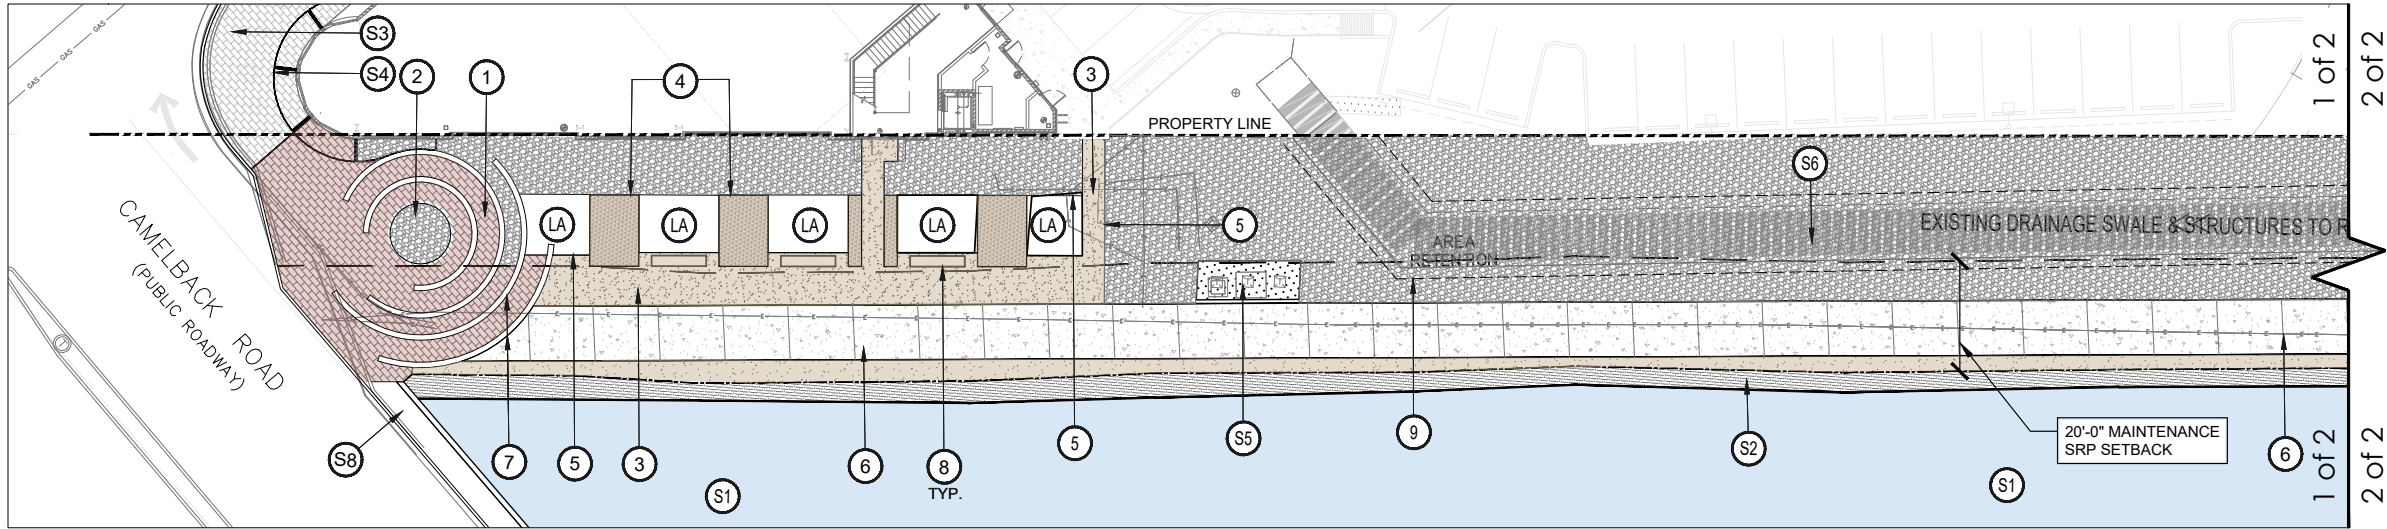 GAS
GAS
GAS
S3
S4
2
1
4
3
PROPERTY LINE
S6
1 of 2
2 of 2
CAMELBACK ROAD
(PUBLIC ROADWAY)
LA
LA
LA
LA
LA
5
AREA
RETENTION
EXISTING DRAINAGE SWALE & STRUCTURES TO R
S8
7
5
3
6
8
TYP.
5
S5
9
S2
20'-0" MAINTENANCE
SRP SETBACK
6
S1
S1
1 of 2
2 of 2